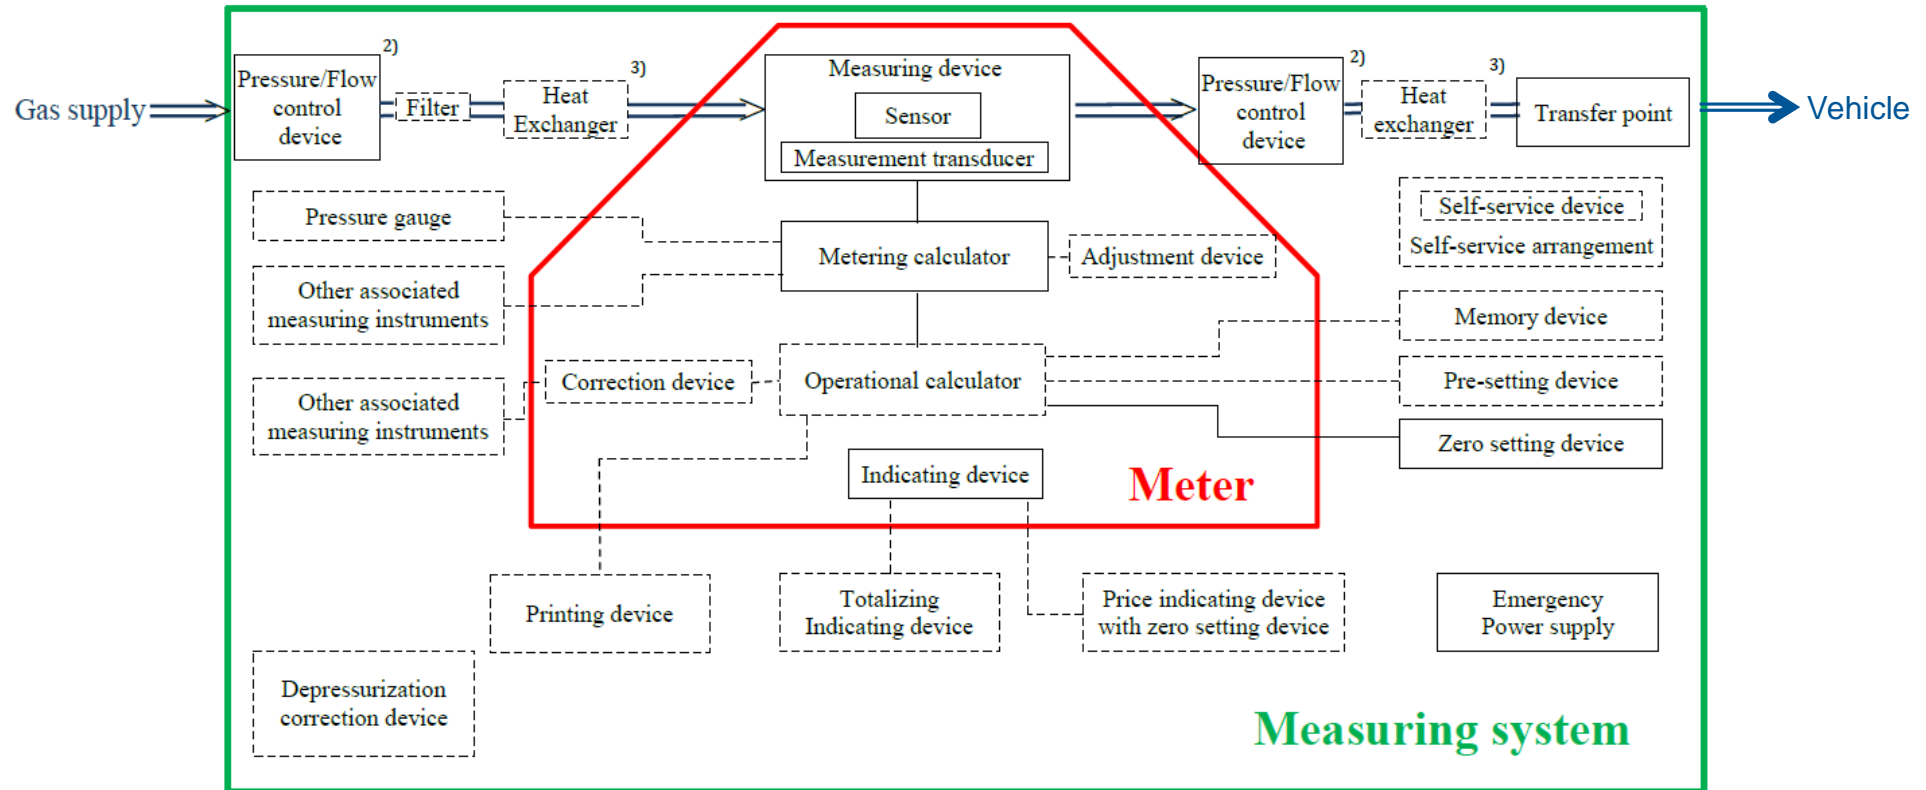 Gas supply
2)
Pressure/Flow
control
device
Filter
3)
Heat
Exchanger
Measuring device
Sensor
Measurement transducer
2)
Pressure/Flow
control
device
3)
Heat
exchanger
Transfer point
Vehicle
Pressure gauge
Self-service device
Self-service arrangement
Metering calculator
Adjustment device
Other associated
measuring instruments
Memory device
Correction device
Operational calculator
Pre-setting device
Other associated
measuring instruments
Zero setting device
Indicating device
Meter
Printing device
Totalizing
Indicating device
Price indicating device
with zero setting device
Emergency
Power supply
Depressurization
correction device
Measuring system